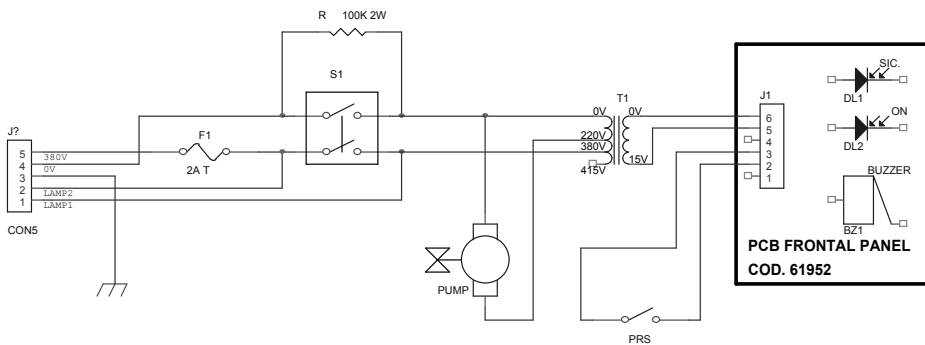 R 100K 2W
S1
J?
F1
2A T
5
4
3
2
1
380V
0V
LAMP2
LAMP1
CON5
PUMP
T1
0V
220V
380V
415V
0V
15V
PRS
J1
6
5
4
3
2
1
SIC.
DL1
ON
DL2
BUZZER
BZ1
PCB FRONTAL PANEL
COD. 61952